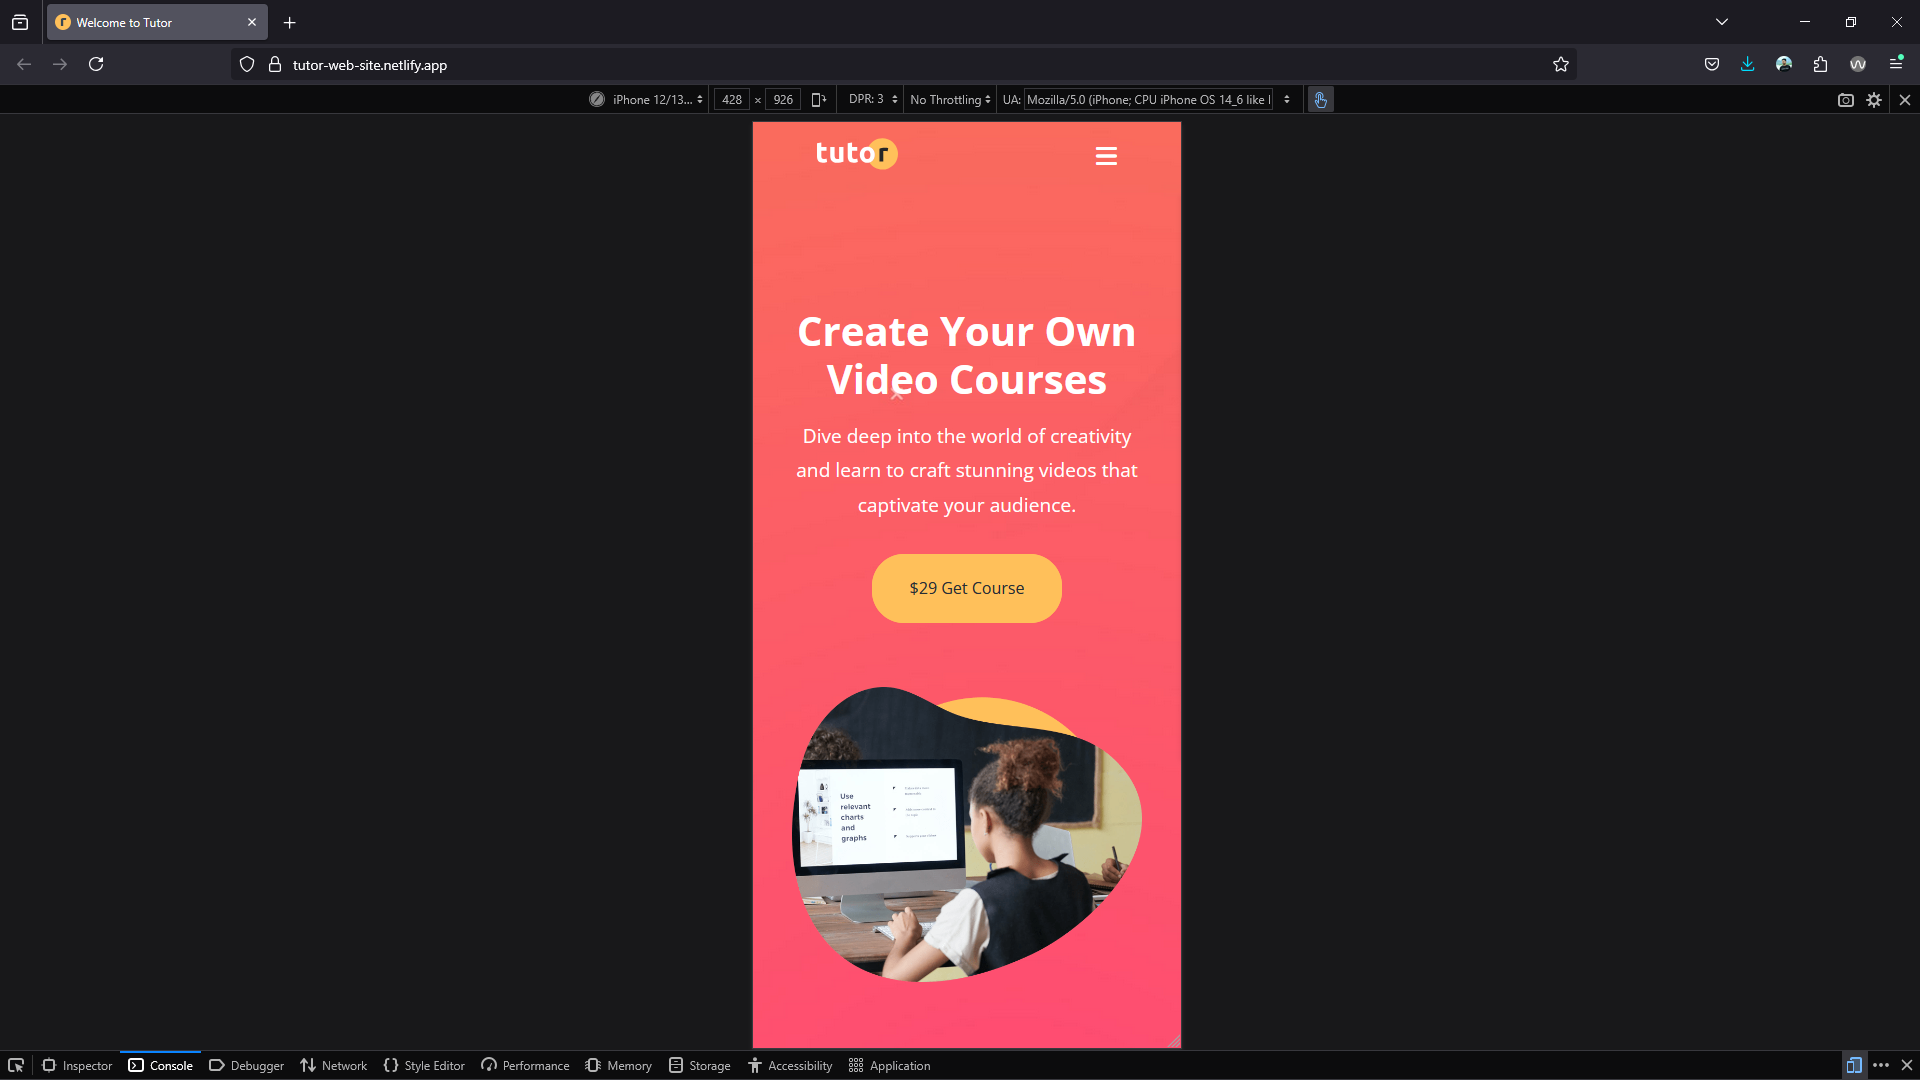 Welcome to Tutor
tutor-web-site.netlify.app
iPhone 12/13...
428 × 926
DPR: 3
No Throttling
UA: Mozilla/5.0 (iPhone; CPU iPhone OS 14_6 like
tutor
Create Your Own
Video Courses
Dive deep into the world of creativity
and learn to craft stunning videos that
captivate your audience.
$29 Get Course
Use
relevant
charts
and
graphs
Inspector
Console
Debugger
Network
Style Editor
Performance
Memory
Storage
Accessibility
Application